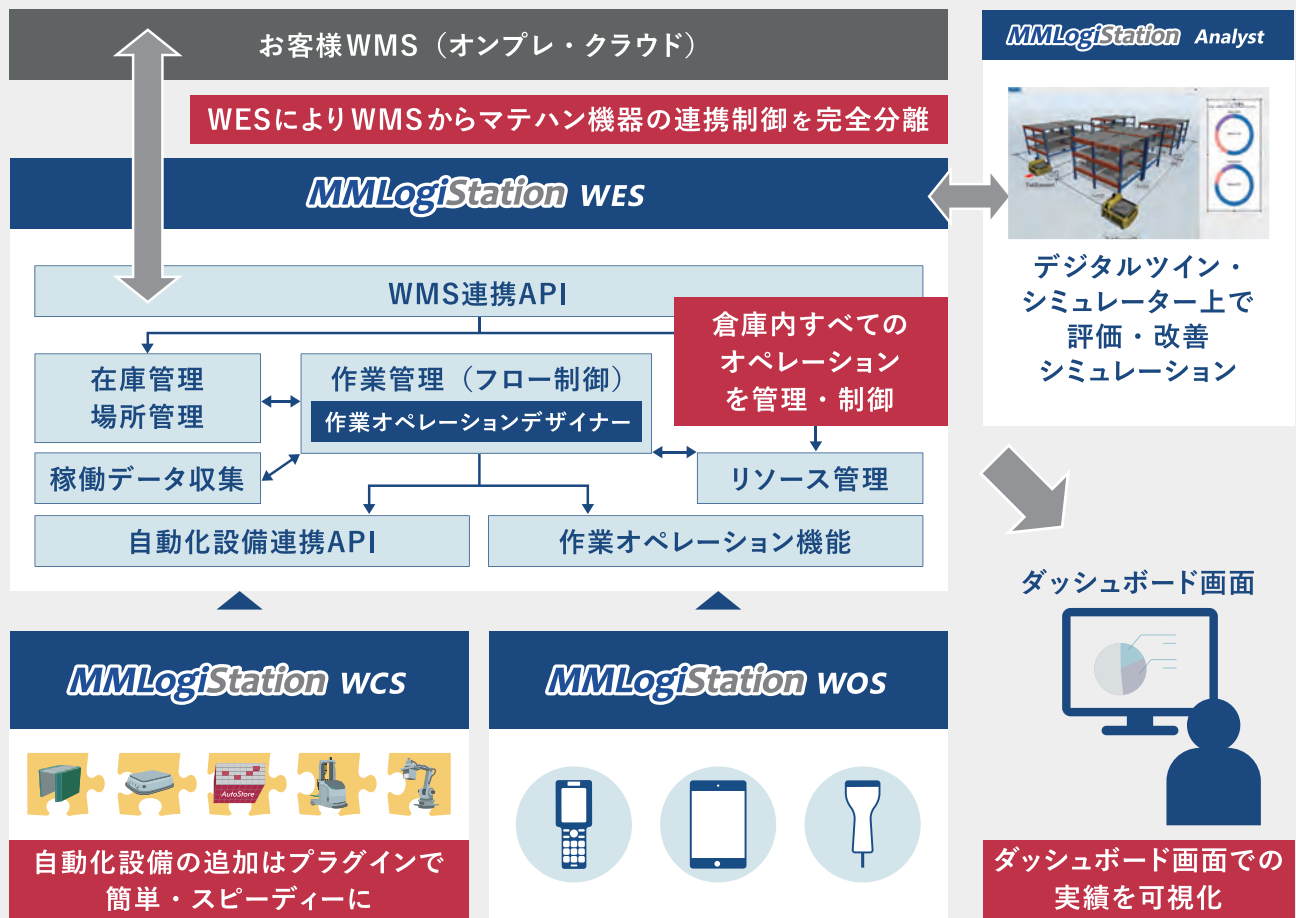 お客様WMS（オンプレ・クラウド）
WESによりWMSからマテハン機器の連携制御を完全分離
MMLogiStation WES
WMS連携API
倉庫内すべての
オペレーション
を管理・制御
在庫管理
場所管理
作業管理（フロー制御）
作業オペレーションデザイナー
稼働データ収集
リソース管理
自動化設備連携API
作業オペレーション機能
MMLogiStation WCS
AutoStore
自動化設備の追加はプラグインで
簡単・スピーディーに
MMLogiStation WOS
MMLogiStation Analyst
デジタルツイン・
シミュレーター上で
評価・改善
シミュレーション
ダッシュボード画面
ダッシュボード画面での
実績を可視化